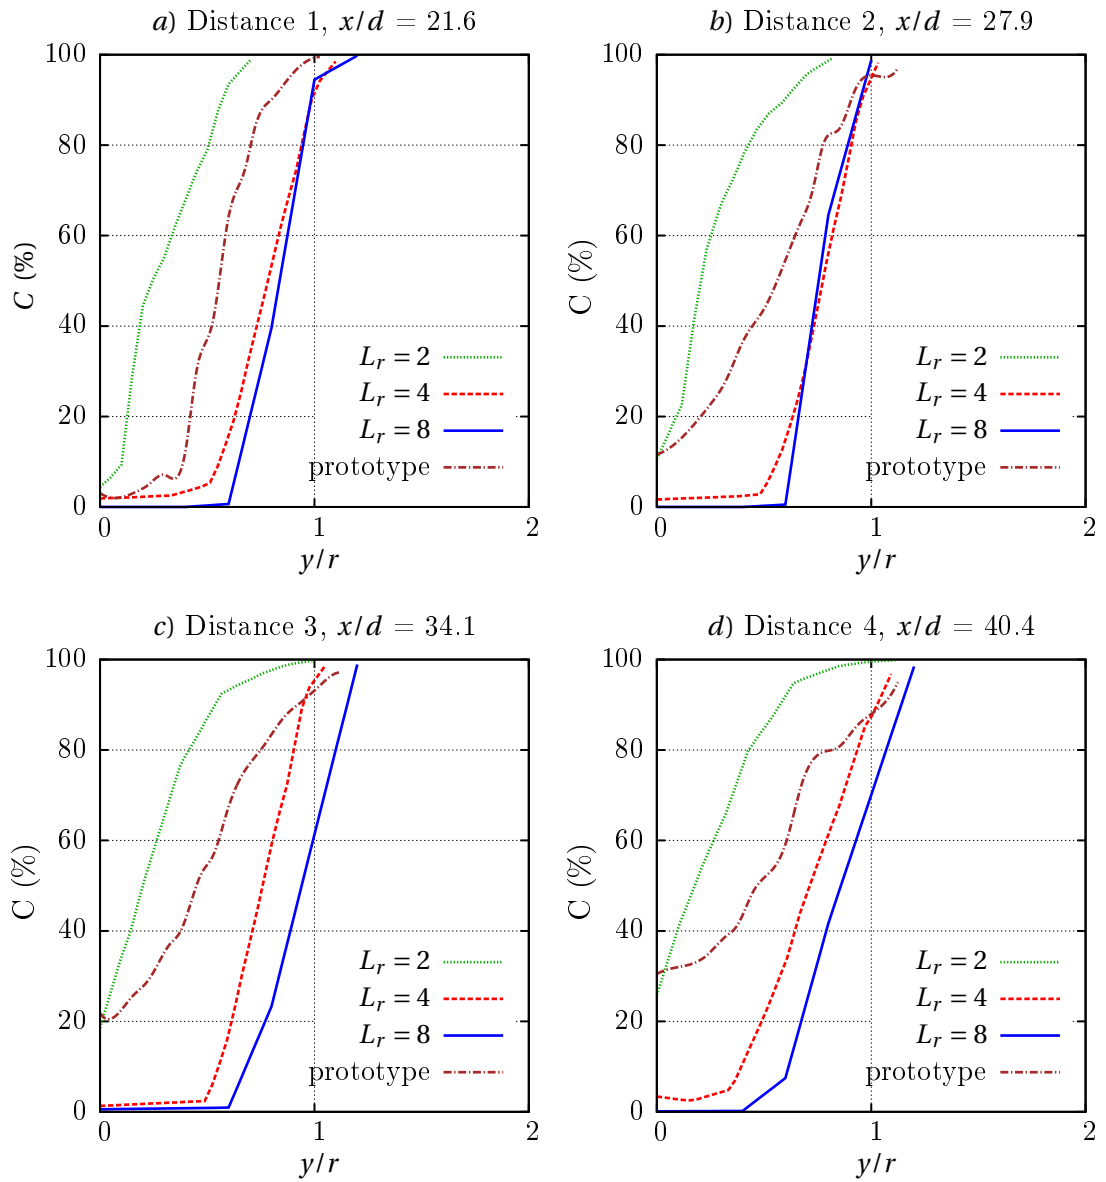 a) Distance 1, x/d = 21.6
100
80
60
40
20
0
C (%)
L_r = 2
L_r = 4
L_r = 8
prototype
0 1 2
y/r
b) Distance 2, x/d = 27.9
100
80
60
40
20
0
C (%)
L_r = 2
L_r = 4
L_r = 8
prototype
0 1 2
y/r
c) Distance 3, x/d = 34.1
100
80
60
40
20
0
C (%)
L_r = 2
L_r = 4
L_r = 8
prototype
0 1 2
y/r
d) Distance 4, x/d = 40.4
100
80
60
40
20
0
C (%)
L_r = 2
L_r = 4
L_r = 8
prototype
0 1 2
y/r